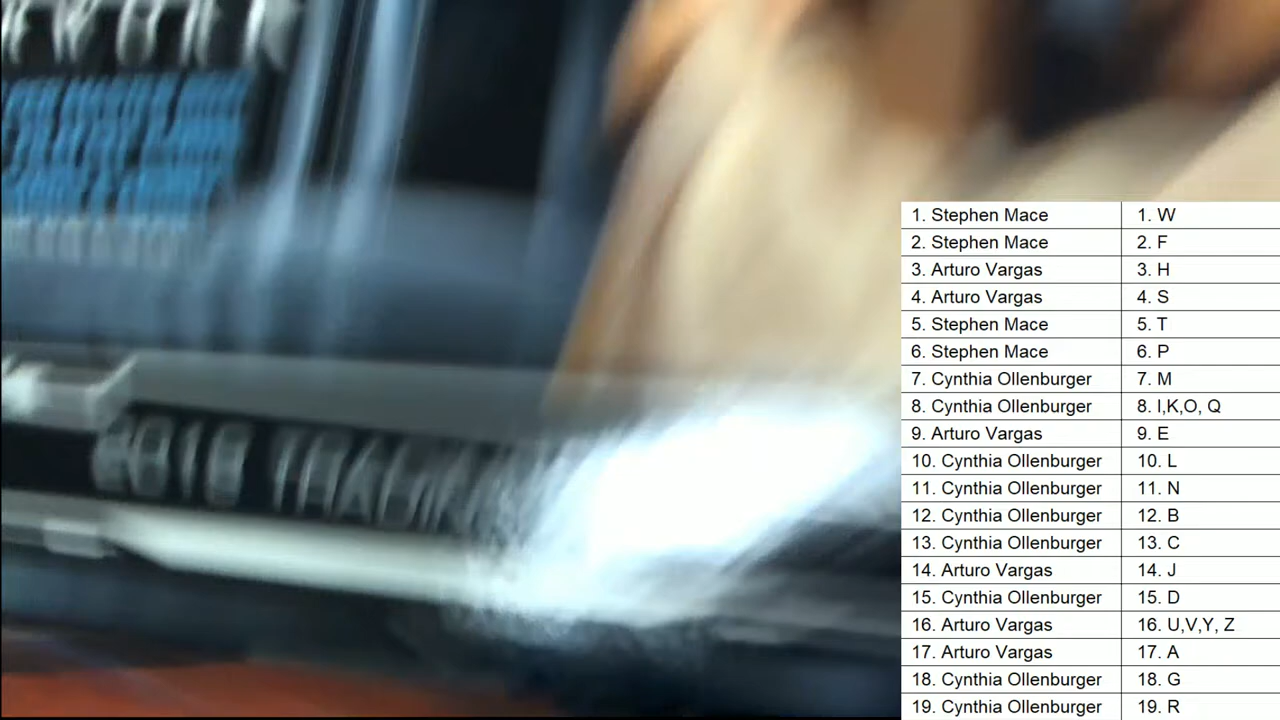 1. Stephen Mace 1. W
2. Stephen Mace 2. F
3. Arturo Vargas 3. H
4. Arturo Vargas 4. S
5. Stephen Mace 5. T
6. Stephen Mace 6. P
7. Cynthia Ollenburger 7. M
8. Cynthia Ollenburger 8. I,K,O, Q
9. Arturo Vargas 9. E
10. Cynthia Ollenburger 10. L
11. Cynthia Ollenburger 11. N
12. Cynthia Ollenburger 12. B
13. Cynthia Ollenburger 13. C
14. Arturo Vargas 14. J
15. Cynthia Ollenburger 15. D
16. Arturo Vargas 16. U,V,Y, Z
17. Arturo Vargas 17. A
18. Cynthia Ollenburger 18. G
19. Cynthia Ollenburger 19. R